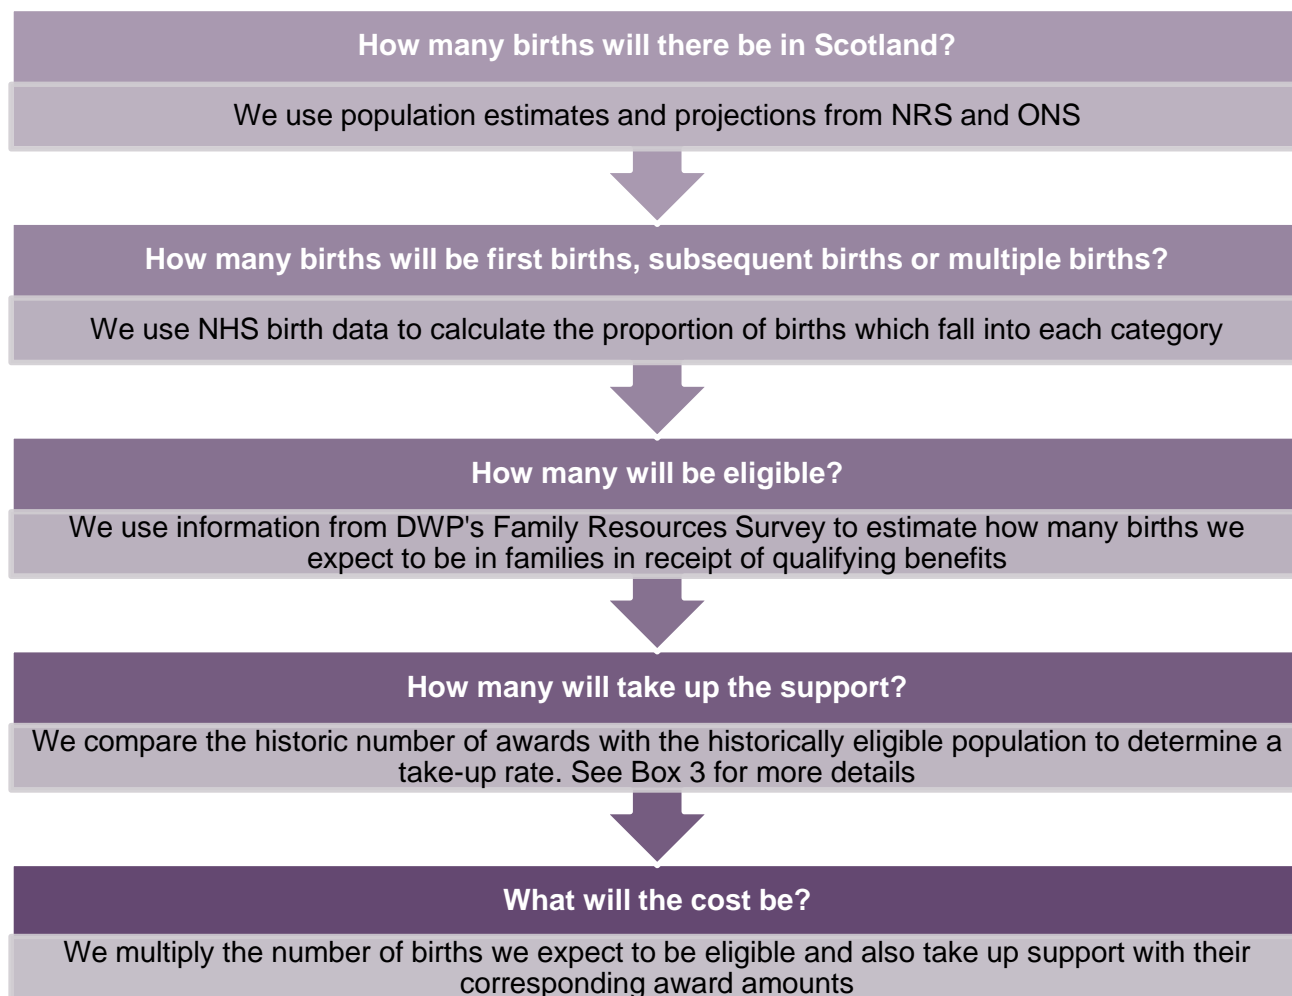 How many births will there be in Scotland?
We use population estimates and projections from NRS and ONS
How many births will be first births, subsequent births or multiple births?
We use NHS birth data to calculate the proportion of births which fall into each category
How many will be eligible?
We use information from DWP's Family Resources Survey to estimate how many births we
expect to be in families in receipt of qualifying benefits
How many will take up the support?
We compare the historic number of awards with the historically eligible population to determine a
take-up rate. See Box 3 for more details
What will the cost be?
We multiply the number of births we expect to be eligible and also take up support with their
corresponding award amounts